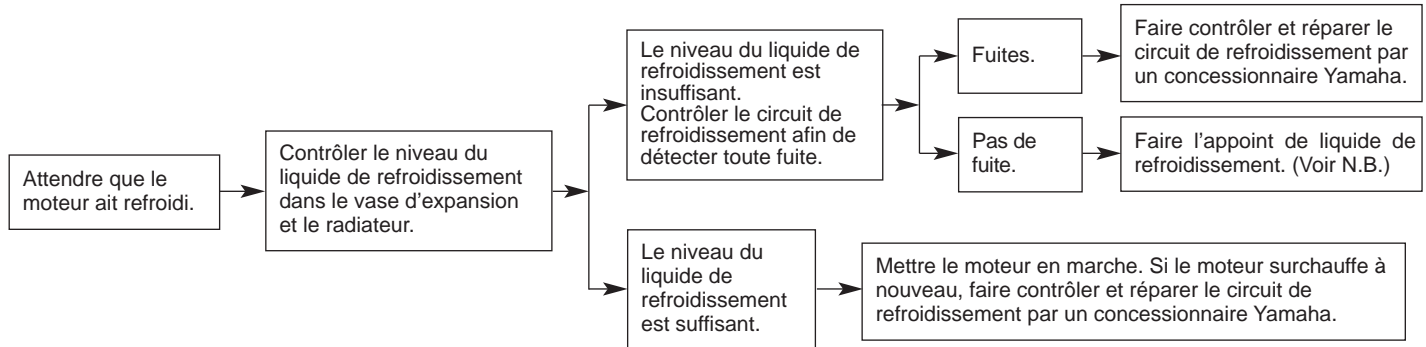 Attendre que le
moteur ait refroidi.
Contrôler le niveau du
liquide de refroidissement
dans le vase d'expansion
et le radiateur.
Le niveau du liquide de
refroidissement est
insuffisant.
Contrôler le circuit de
refroidissement afin de
détecter toute fuite.
Fuites.
Faire contrôler et réparer le
circuit de refroidissement par
un concessionnaire Yamaha.
Pas de
fuite.
Faire l'appoint de liquide de
refroidissement. (Voir N.B.)
Le niveau du
liquide de
refroidissement
est suffisant.
Mettre le moteur en marche. Si le moteur surchauffe à
nouveau, faire contrôler et réparer le circuit de
refroidissement par un concessionnaire Yamaha.